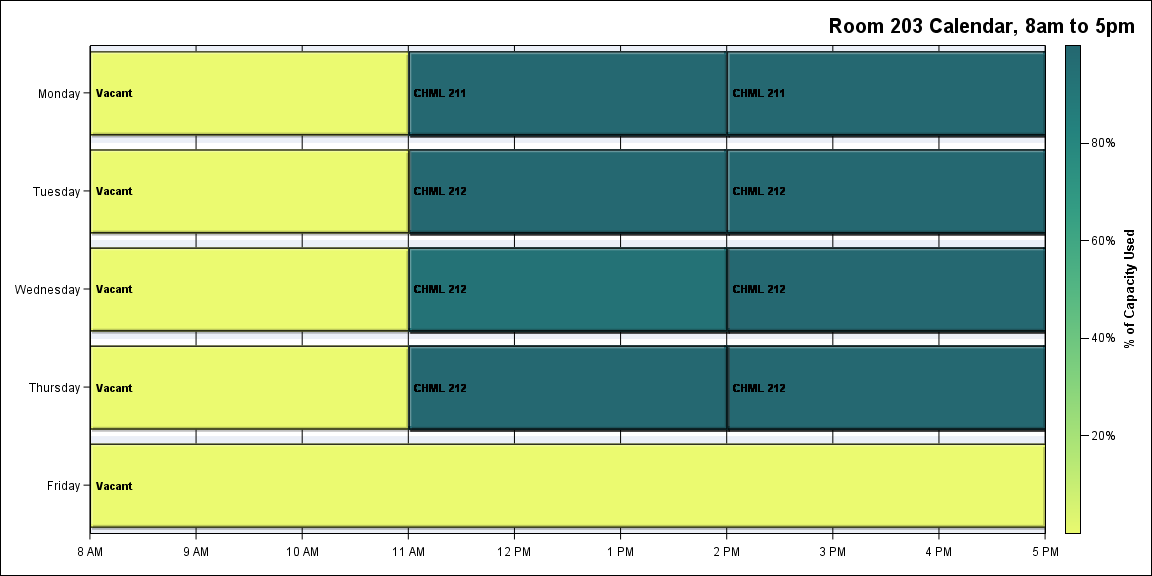 Room 203 Calendar, 8am to 5pm
Monday
Vacant
CHML 211
CHML 211
Tuesday
Vacant
CHML 212
CHML 212
Wednesday
Vacant
CHML 212
CHML 212
Thursday
Vacant
CHML 212
CHML 212
Friday
Vacant
8 AM 9 AM 10 AM 11 AM 12 PM 1 PM 2 PM 3 PM 4 PM 5 PM
80%
60%
40%
20%
% of Capacity Used